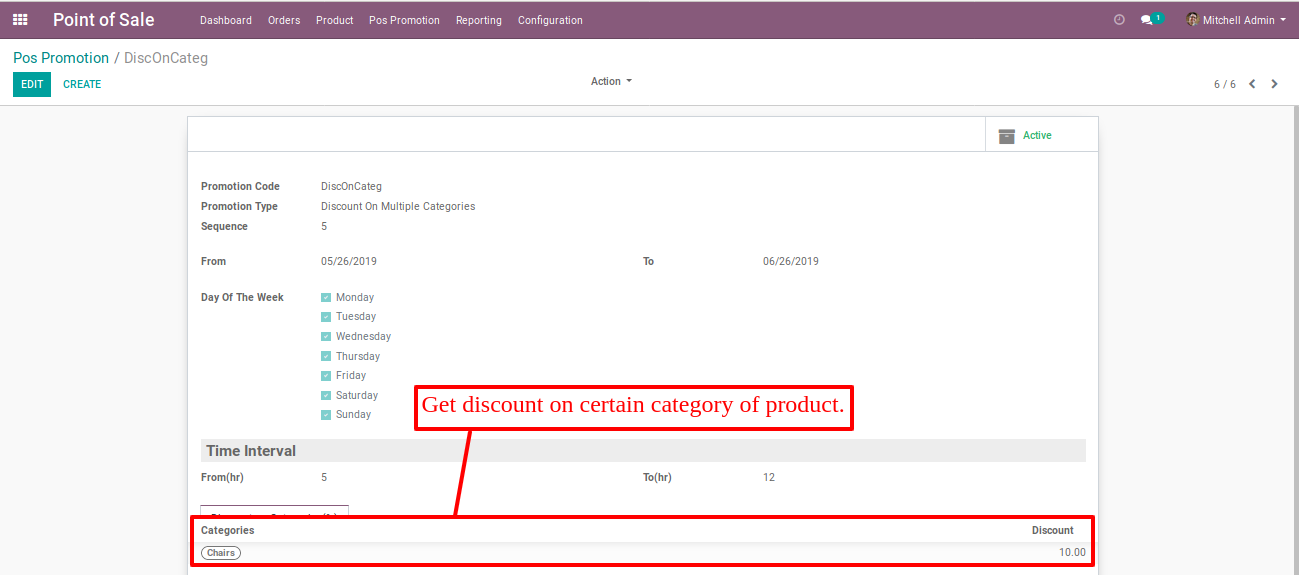 Point of Sale Dashboard Orders Product Pos Promotion Reporting Configuration 1 Mitchell Admin
Pos Promotion / DiscOnCateg
EDIT CREATE Action 6 / 6
Active
Promotion Code DiscOnCateg
Promotion Type Discount On Multiple Categories
Sequence 5
From 05/26/2019 To 06/26/2019
Day Of The Week Monday
Tuesday
Wednesday
Thursday
Friday
Saturday
Sunday
Get discount on certain category of product.
Time Interval
From(hr) 5 To(hr) 12
Categories Discount
Chairs 10.00